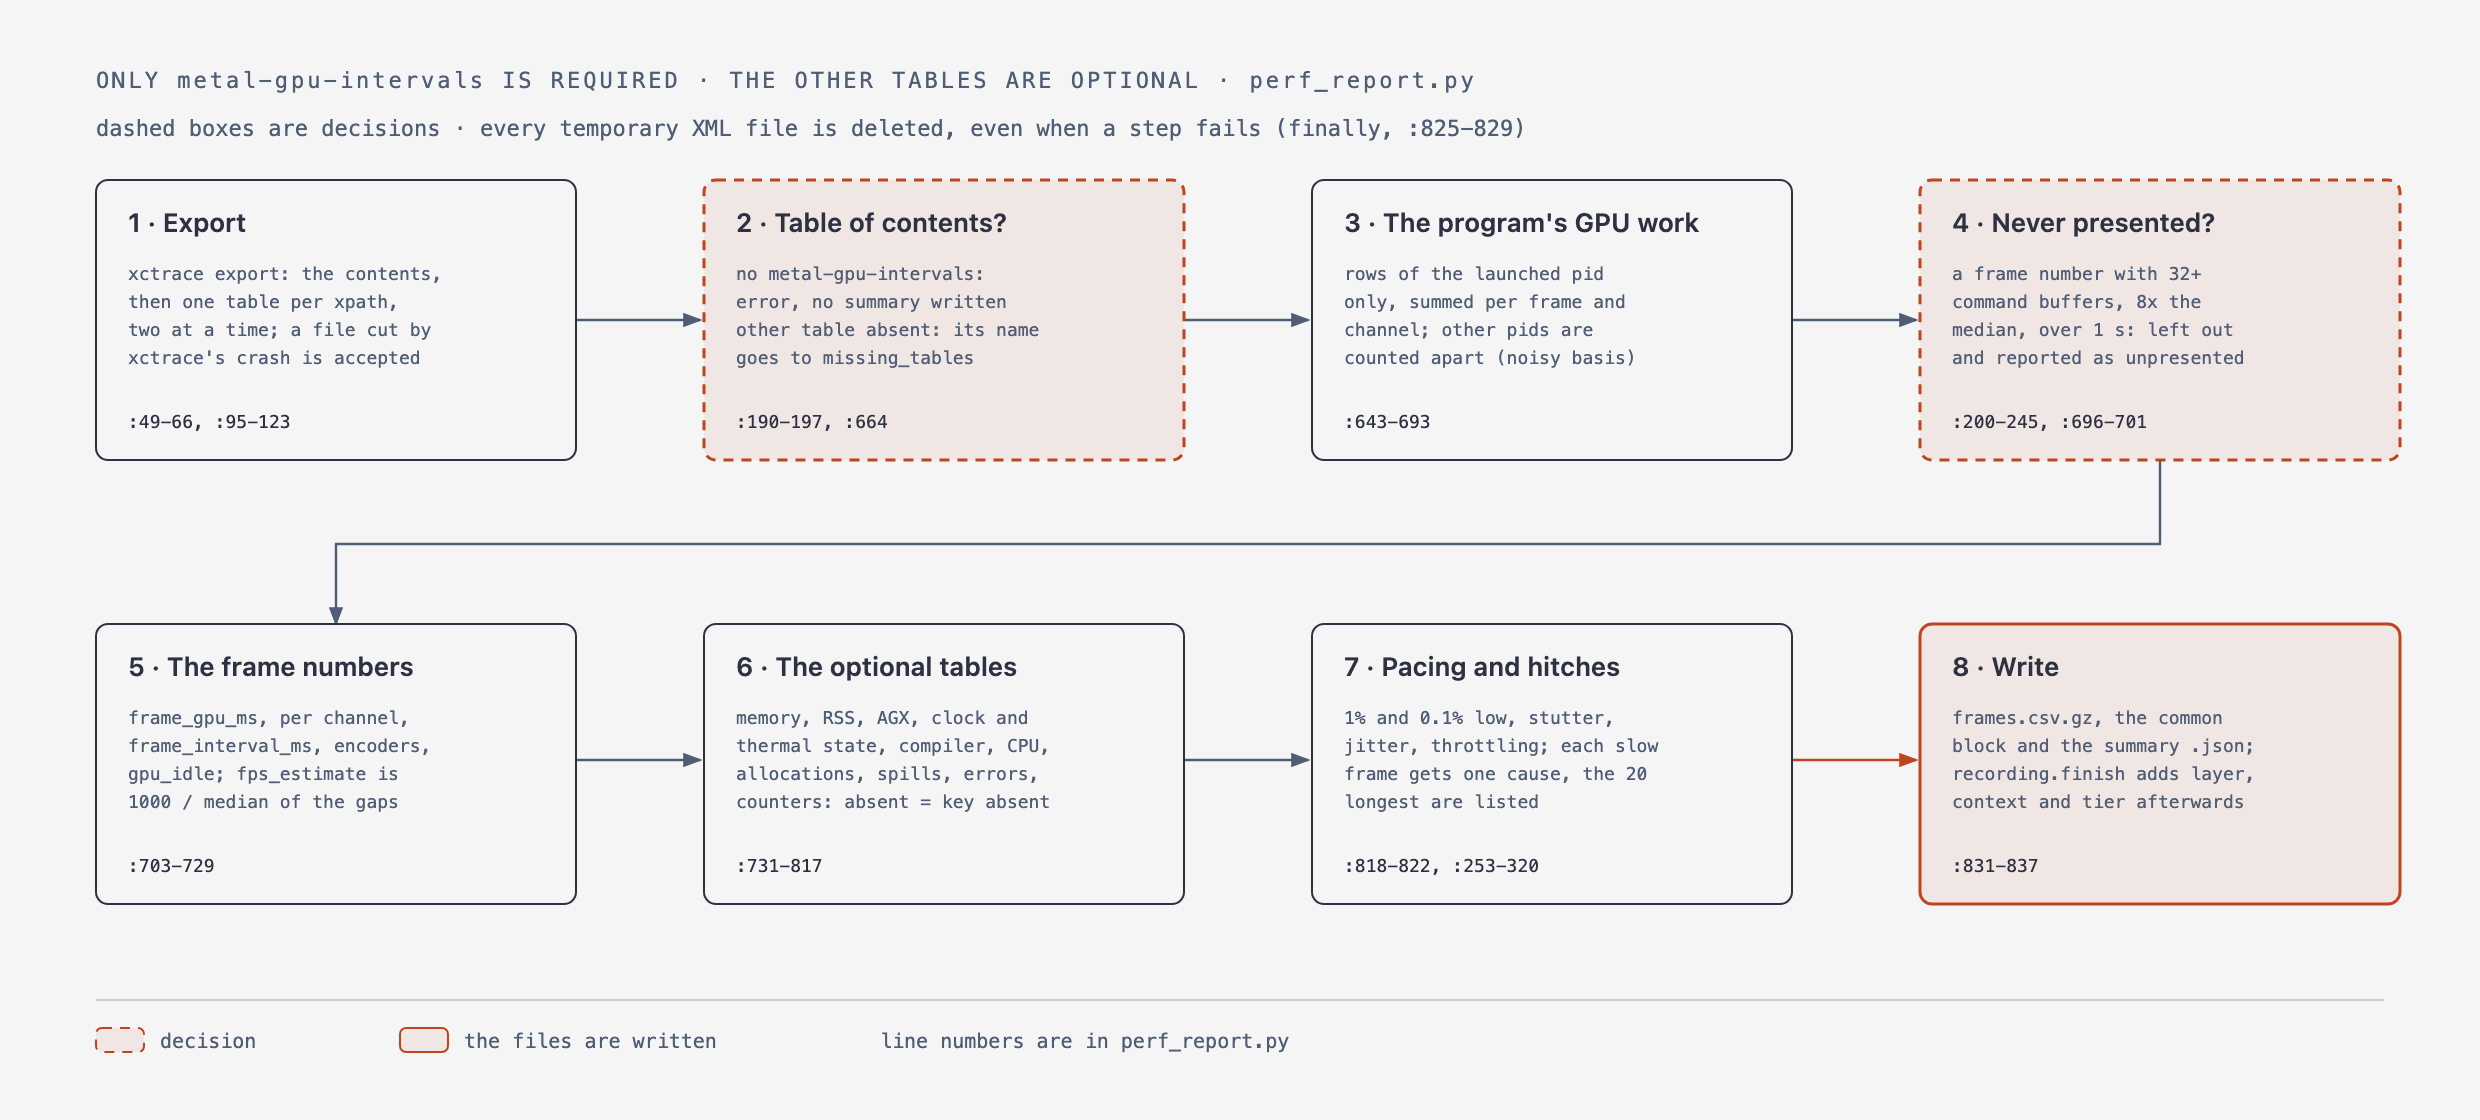 ONLY metal-gpu-intervals IS REQUIRED · THE OTHER TABLES ARE OPTIONAL · perf_report.py
dashed boxes are decisions · every temporary XML file is deleted, even when a step fails (finally, :825–829)
1 · Export
xctrace export: the contents,
then one table per xpath,
two at a time; a file cut by
xctrace's crash is accepted
:49–66, :95–123
2 · Table of contents?
no metal-gpu-intervals:
error, no summary written
other table absent: its name
goes to missing_tables
:190–197, :664
3 · The program's GPU work
rows of the launched pid
only, summed per frame and
channel; other pids are
counted apart (noisy basis)
:643–693
4 · Never presented?
a frame number with 32+
command buffers, 8x the
median, over 1 s: left out
and reported as unpresented
:200–245, :696–701
5 · The frame numbers
frame_gpu_ms, per channel,
frame_interval_ms, encoders,
gpu_idle; fps_estimate is
1000 / median of the gaps
:703–729
6 · The optional tables
memory, RSS, AGX, clock and
thermal state, compiler, CPU,
allocations, spills, errors,
counters: absent = key absent
:731–817
7 · Pacing and hitches
1% and 0.1% low, stutter,
jitter, throttling; each slow
frame gets one cause, the 20
longest are listed
:818–822, :253–320
8 · Write
frames.csv.gz, the common
block and the summary .json;
recording.finish adds layer,
context and tier afterwards
:831–837
decision
the files are written
line numbers are in perf_report.py